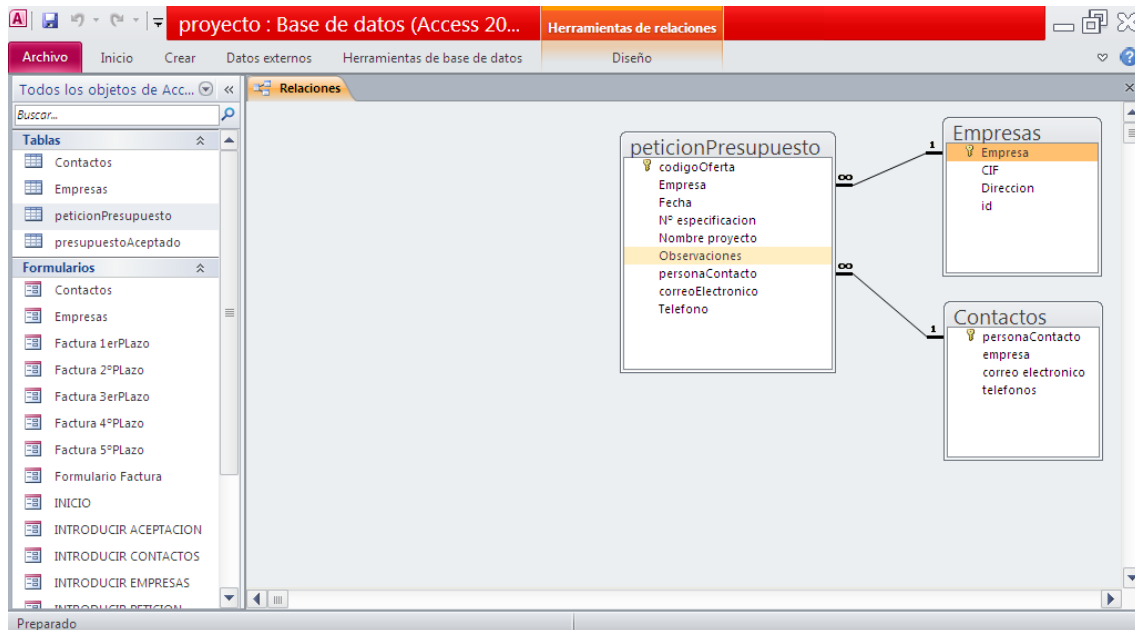 proyecto : Base de datos (Access 20...
Herramientas de relaciones
Archivo
Inicio
Crear
Datos externos
Herramientas de base de datos
Diseño
Todos los objetos de Acc...
Relaciones
Buscar...
Tablas
Contactos
Empresas
peticionPresupuesto
presupuestoAceptado
Formularios
Contactos
Empresas
Factura 1erPLazo
Factura 2ºPLazo
Factura 3erPLazo
Factura 4ºPLazo
Factura 5ºPLazo
Formulario Factura
INICIO
INTRODUCIR ACEPTACION
INTRODUCIR CONTACTOS
INTRODUCIR EMPRESAS
INTRODUCIR PETICION
peticionPresupuesto
codigoOferta
Empresa
Fecha
Nº especificacion
Nombre proyecto
Observaciones
personaContacto
correoElectronico
Telefono
∞
1
∞
1
Empresas
Empresa
CIF
Direccion
id
Contactos
personaContacto
empresa
correo electronico
telefonos
Preparado